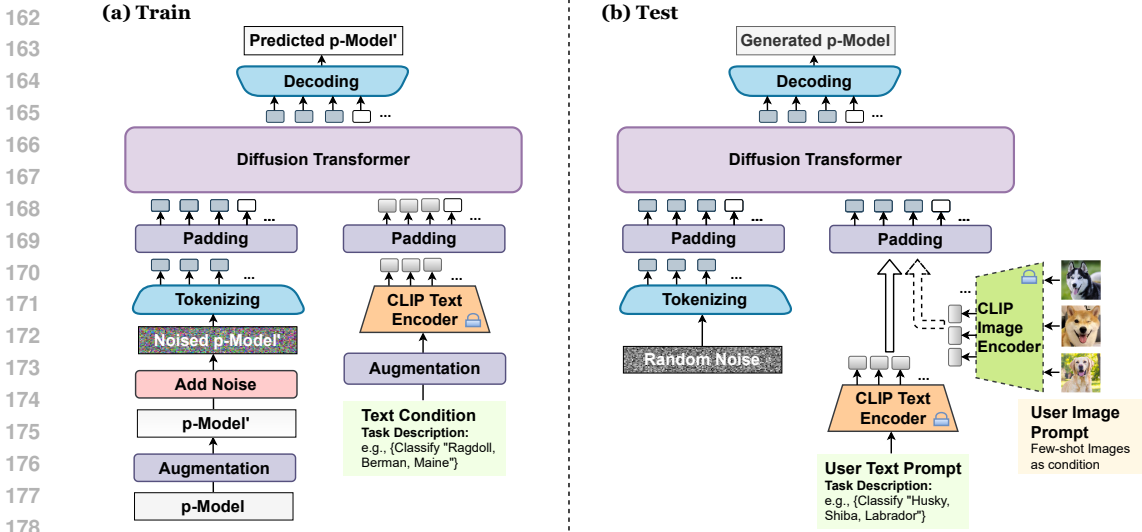 162
163
164
165
166
167
168
169
170
171
172
173
174
175
176
177
178
(a) Train
Predicted p-Model'
Decoding
...
Diffusion Transformer
...
...
Padding
Padding
...
...
Tokenizing
CLIP Text
Encoder
Noised p-Model'
Add Noise
Augmentation
p-Model'
Text Condition
Task Description:
e.g., {Classify "Ragdoll,
Berman, Maine"}
Augmentation
p-Model
(b) Test
Generated p-Model
Decoding
...
Diffusion Transformer
...
...
Padding
Padding
...
...
Tokenizing
CLIP
Image
Encoder
Random Noise
...
CLIP Text
Encoder
User Image
Prompt
Few-shot Images
as condition
User Text Prompt
Task Description:
e.g., {Classify "Husky,
Shiba, Labrador"}